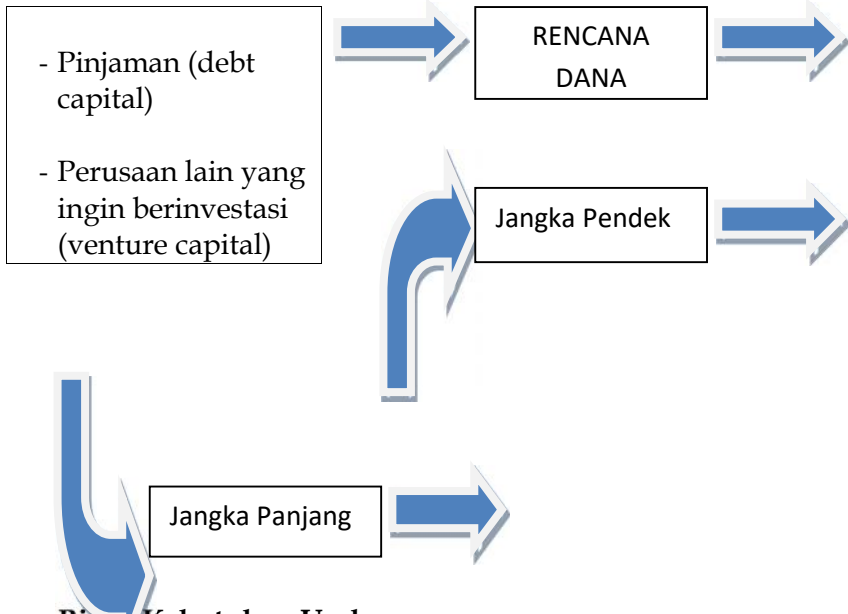 - Pinjaman (debt
capital)
- Perusaan lain yang
ingin berinvestasi
(venture capital)
RENCANA
DANA
Jangka Pendek
Jangka Panjang